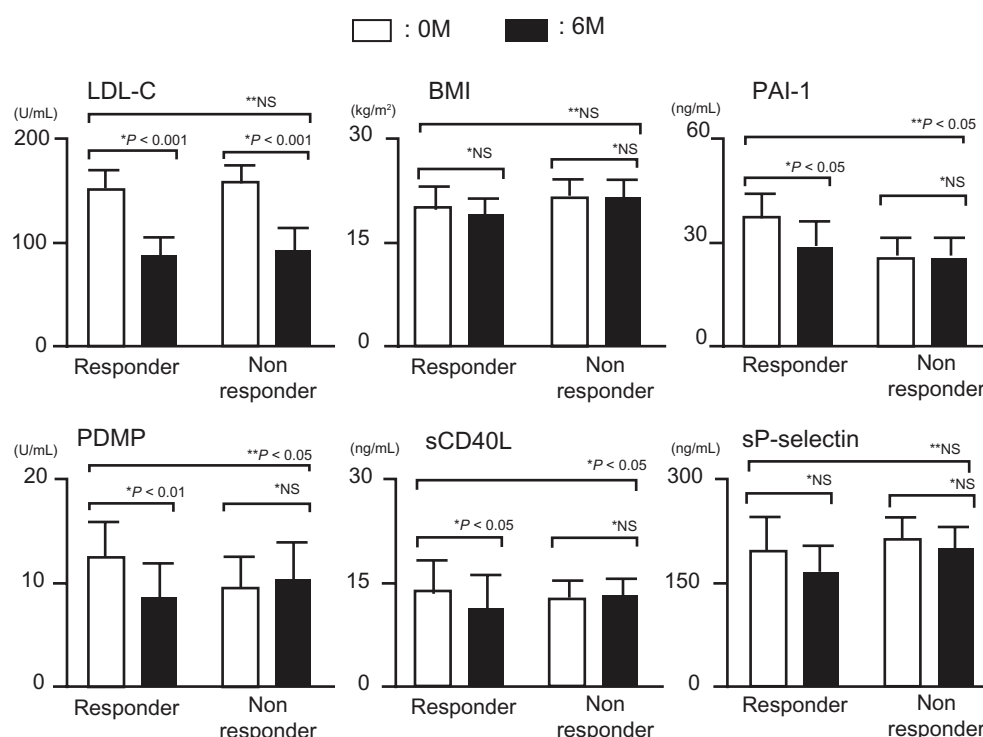 : 0M : 6M
LDL-C
(U/mL)
**NS
200
*P < 0.001 *P < 0.001
100
0
Responder Non responder
BMI
(kg/m²)
**NS
30
*NS *NS
15
0
Responder Non responder
PAI-1
(ng/mL)
60
**P < 0.05
*P < 0.05 *NS
30
0
Responder Non responder
PDMP
(U/mL)
**P < 0.05
20
*P < 0.01 *NS
10
0
Responder Non responder
sCD40L
(ng/mL)
*P < 0.05
30
*P < 0.05 *NS
15
0
Responder Non responder
sP-selectin
(ng/mL)
**NS
300
*NS *NS
150
0
Responder Non responder